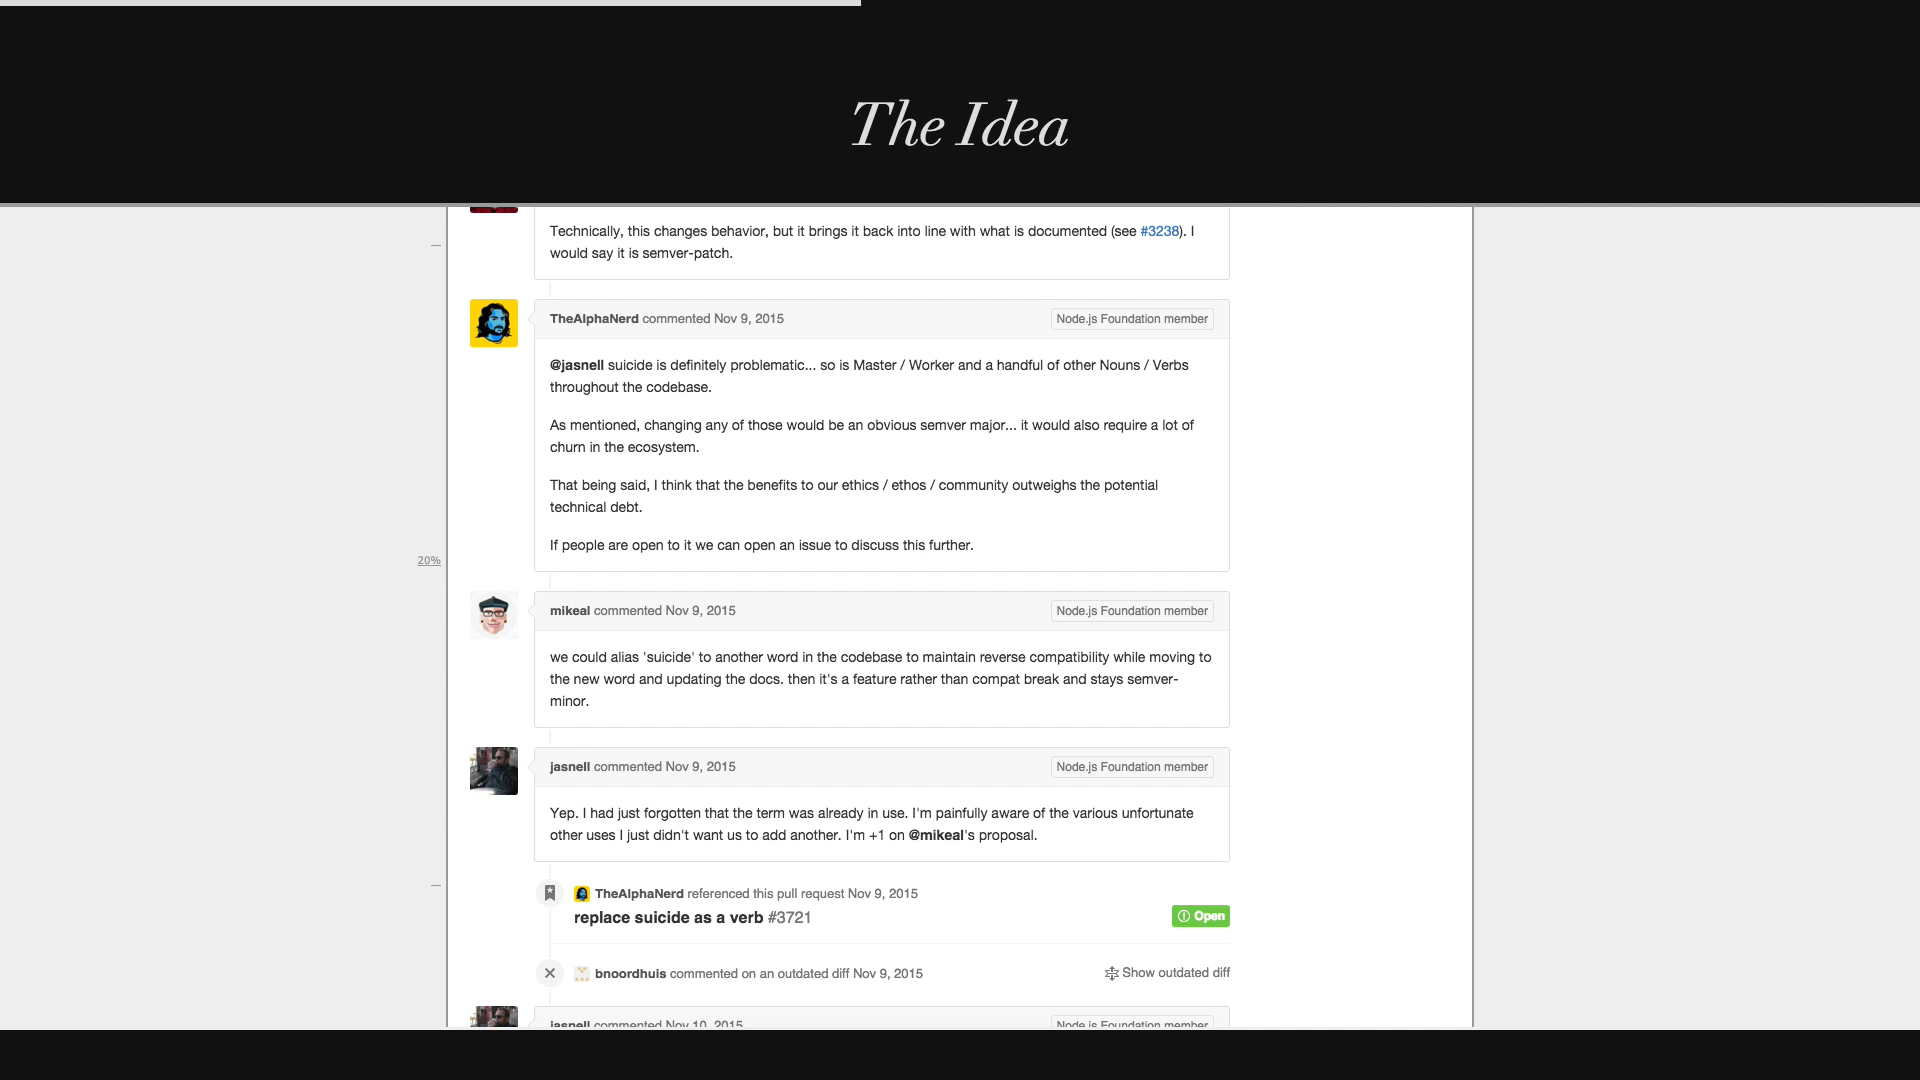 The Idea
Technically, this changes behavior, but it brings it back into line with what is documented (see #3238). I
would say it is semver-patch.
TheAlphaNerd commented Nov 9, 2015 Node.js Foundation member
@jasnell suicide is definitely problematic... so is Master / Worker and a handful of other Nouns / Verbs
throughout the codebase.
As mentioned, changing any of those would be an obvious semver major... it would also require a lot of
churn in the ecosystem.
That being said, I think that the benefits to our ethics / ethos / community outweighs the potential
technical debt.
If people are open to it we can open an issue to discuss this further.
20%
mikeal commented Nov 9, 2015 Node.js Foundation member
we could alias 'suicide' to another word in the codebase to maintain reverse compatibility while moving to
the new word and updating the docs. then it's a feature rather than compat break and stays semver-
minor.
jasnell commented Nov 9, 2015 Node.js Foundation member
Yep. I had just forgotten that the term was already in use. I'm painfully aware of the various unfortunate
other uses I just didn't want us to add another. I'm +1 on @mikeal's proposal.
TheAlphaNerd referenced this pull request Nov 9, 2015
replace suicide as a verb #3721 Open
bnoordhuis commented on an outdated diff Nov 9, 2015 Show outdated diff
jasnell commented Nov 10, 2015 Node.js Foundation member